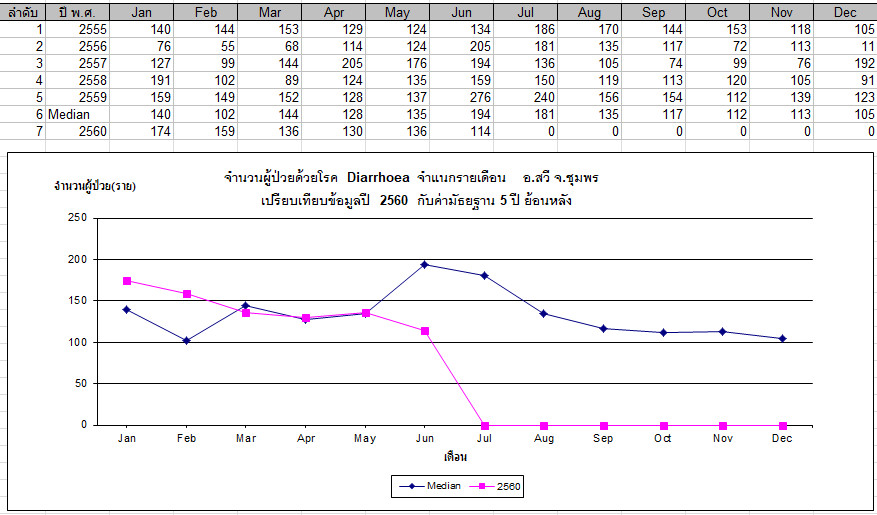 ลำดับ ปี พ.ศ. Jan Feb Mar Apr May Jun Jul Aug Sep Oct Nov Dec
1 2555 140 144 153 129 124 134 186 170 144 153 118 105
2 2556 76 55 68 114 124 205 181 135 117 72 113 11
3 2557 127 99 144 205 176 194 136 105 74 99 76 192
4 2558 191 102 89 124 135 159 150 119 113 120 105 91
5 2559 159 149 152 128 137 276 240 156 154 112 139 123
6 Median 140 102 144 128 135 194 181 135 117 112 113 105
7 2560 174 159 136 130 136 114 0 0 0 0 0 0
จำนวนผู้ป่วยด้วยโรค Diarrhoea จำแนกรายเดือน อ.สวี จ.ชุมพร
จำนวนผู้ป่วย(ราย)
เปรียบเทียบข้อมูลปี 2560 กับค่ามัธยฐาน 5 ปี ย้อนหลัง
250
200
150
100
50
0
Jan Feb Mar Apr May Jun Jul Aug Sep Oct Nov Dec
เดือน
Median 2560